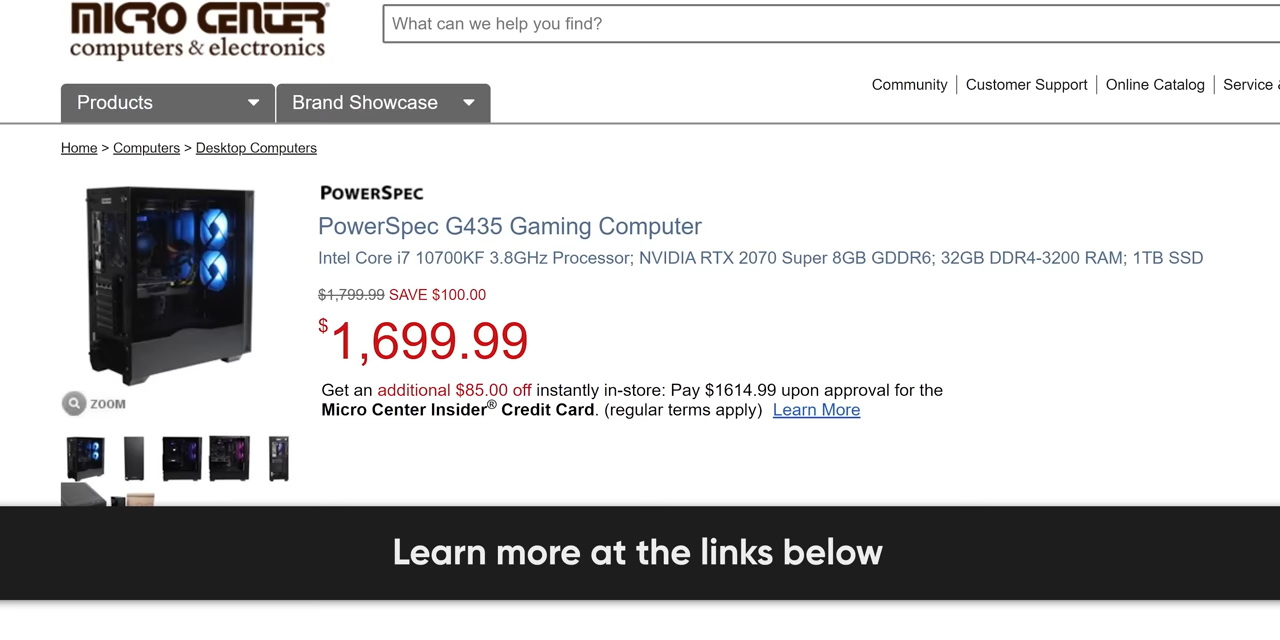 MICRO CENTER
computers & electronics
What can we help you find?
Products
Brand Showcase
Community
Customer Support
Online Catalog
Service &
Home > Computers > Desktop Computers
POWERSPEC
PowerSpec G435 Gaming Computer
Intel Core i7 10700KF 3.8GHz Processor; NVIDIA RTX 2070 Super 8GB GDDR6; 32GB DDR4-3200 RAM; 1TB SSD
$1,799.99 SAVE $100.00
$1,699.99
Get an additional $85.00 off instantly in-store: Pay $1614.99 upon approval for the
Micro Center Insider® Credit Card. (regular terms apply) Learn More
ZOOM
Learn more at the links below